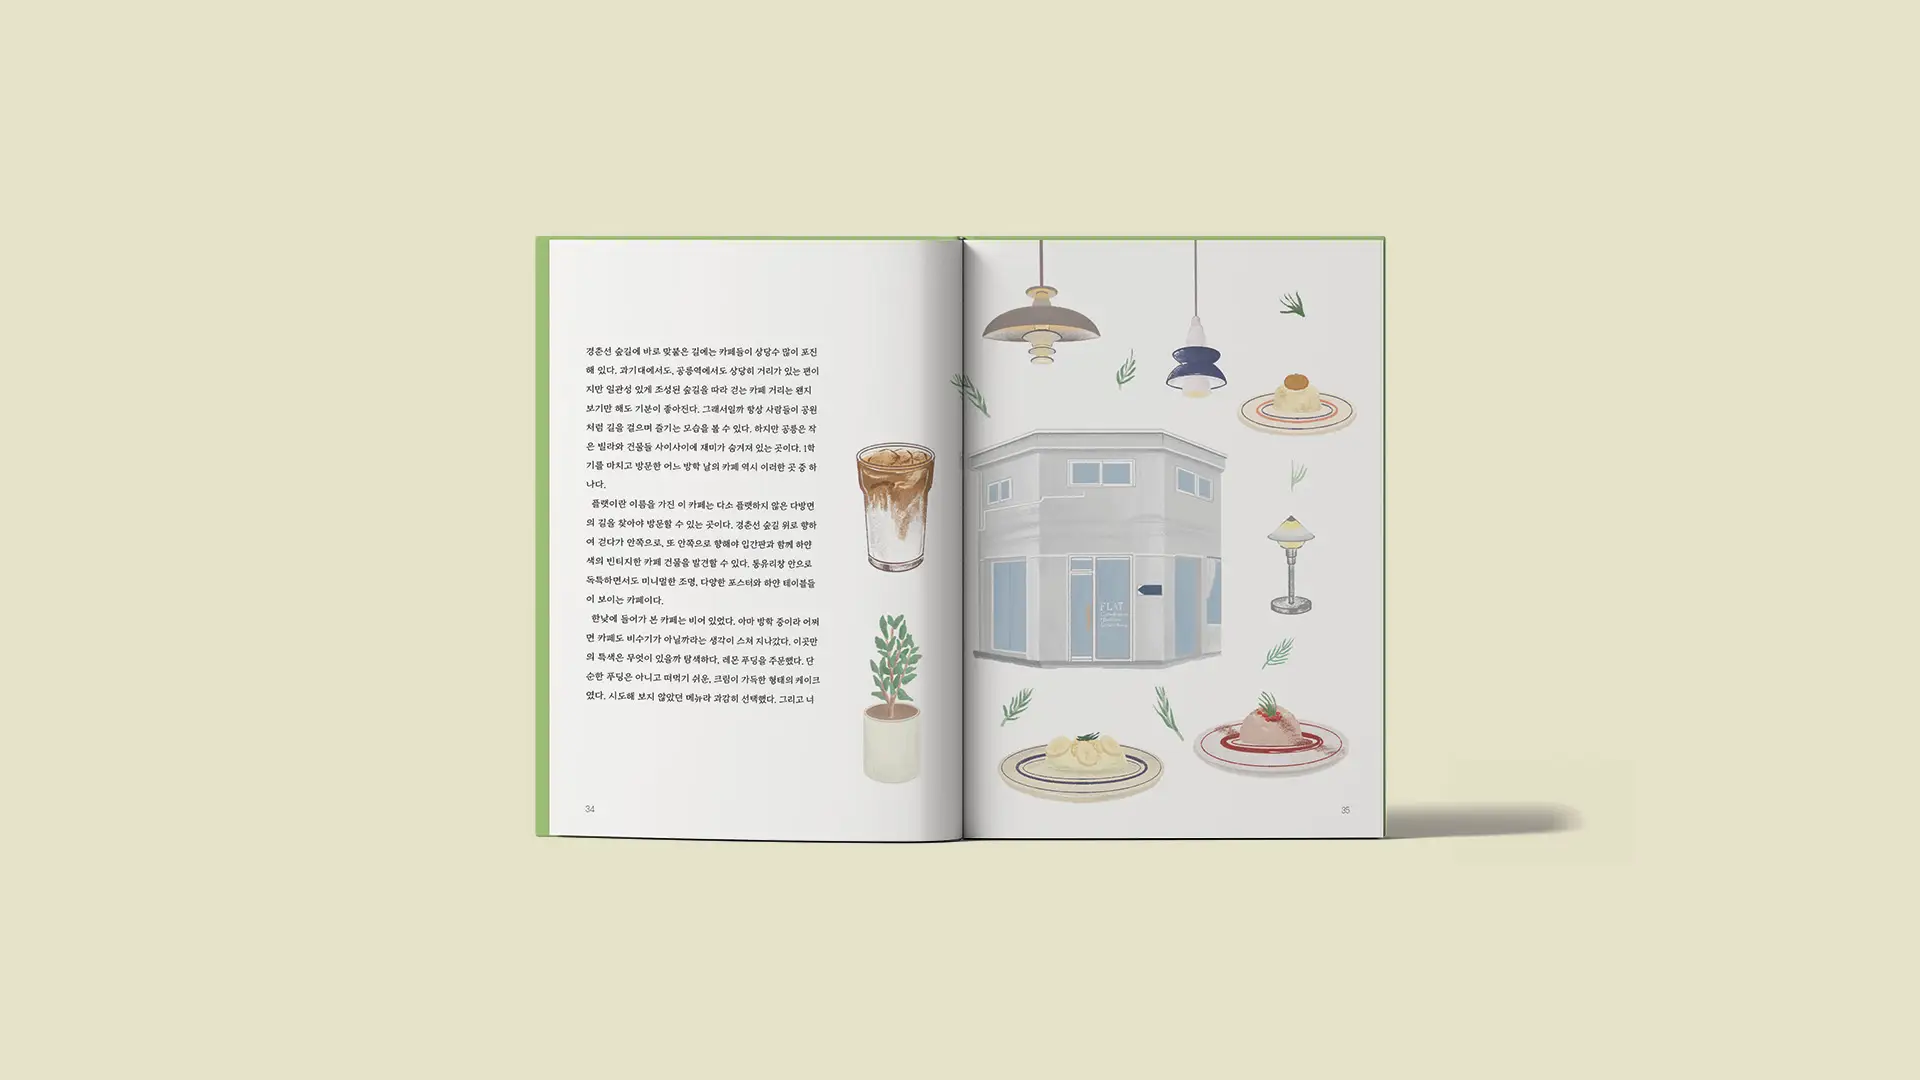 경춘선 숲길에 바로 맞붙은 길에는 카페들이 상당수 많이 포진
해 있다. 과기대에서도, 공릉역에서도 상당히 거리가 있는 편이
지만 일관성 있게 조성된 숲길을 따라 걷는 카페 거리는 왠지
보기만 해도 기분이 좋아진다. 그래서일까 항상 사람들이 공원
처럼 길을 걸으며 즐기는 모습을 볼 수 있다. 하지만 공릉은 작
은 빌라와 건물들 사이사이에 재미가 숨겨져 있는 곳이다. 1학
기를 마치고 방문한 어느 방학 날의 카페 역시 이러한 곳 중 하
나다.
플랫이란 이름을 가진 이 카페는 다소 플랫하지 않은 다방면
의 길을 찾아야 방문할 수 있는 곳이다. 경춘선 숲길 위로 향하
여 걷다가 안쪽으로, 또 안쪽으로 향해야 입간판과 함께 하얀
색의 빈티지한 카페 건물을 발견할 수 있다. 통유리창 안으로
독특하면서도 미니멀한 조명, 다양한 포스터와 하얀 테이블들
이 보이는 카페이다.
한낮에 들어가 본 카페는 비어 있었다. 아마 방학 중이라 어쩌
면 카페도 비수기가 아닐까라는 생각이 스쳐 지나갔다. 이곳만
의 특색은 무엇이 있을까 탐색하다, 레몬 푸딩을 주문했다. 단
순한 푸딩은 아니고 떠먹기 쉬운, 크림이 가득한 형태의 케이크
였다. 시도해 보지 않았던 메뉴라 과감히 선택했다. 그리고 너
34
FLAT
35